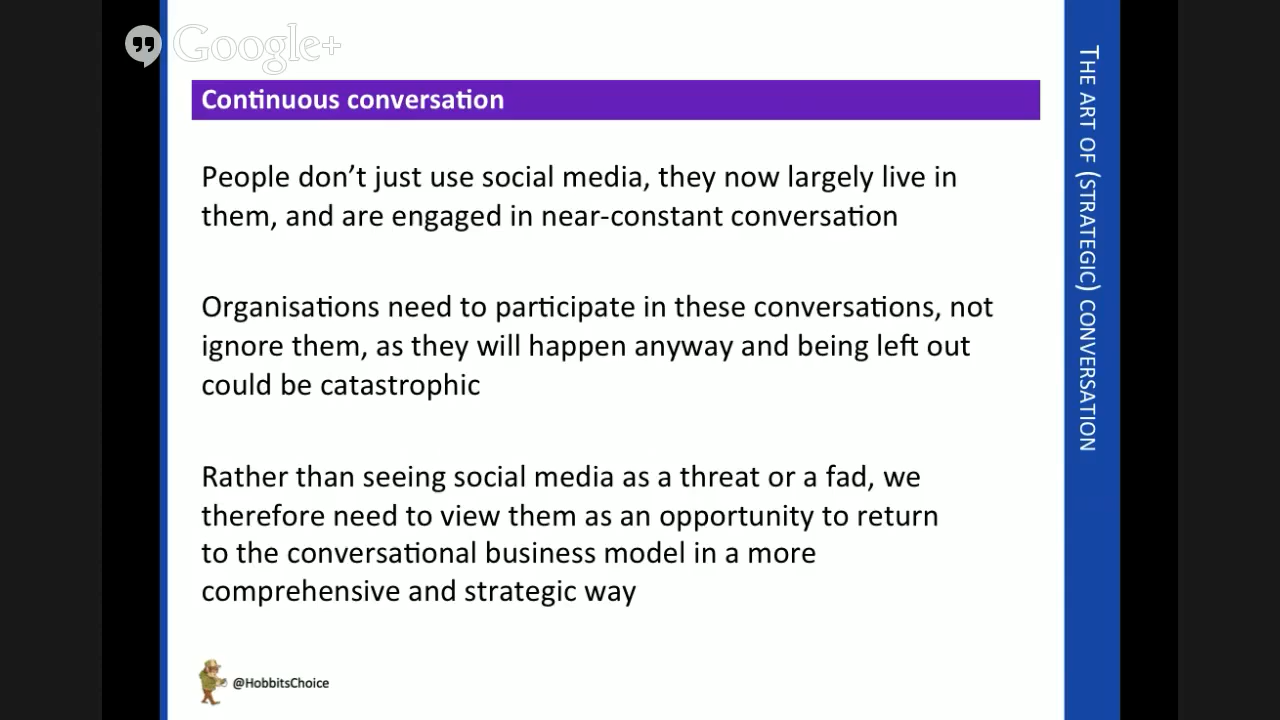 Google+
Continuous conversation
People don’t just use social media, they now largely live in
them, and are engaged in near-constant conversation
Organisations need to participate in these conversations, not
ignore them, as they will happen anyway and being left out
could be catastrophic
Rather than seeing social media as a threat or a fad, we
therefore need to view them as an opportunity to return
to the conversational business model in a more
comprehensive and strategic way
@HobbitsChoice
THE ART OF (STRATEGIC) CONVERSATION